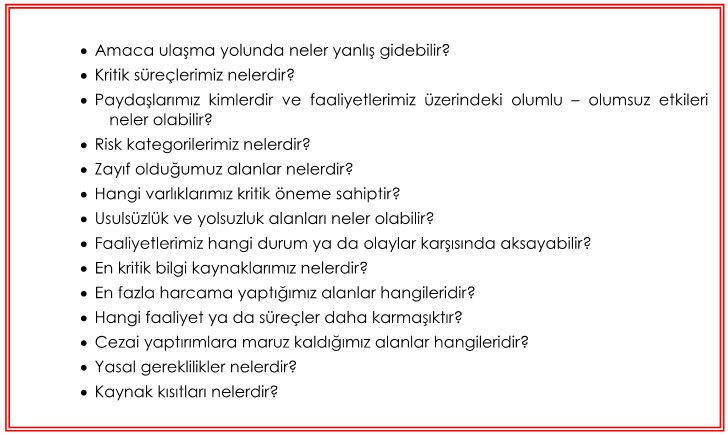 • Amaca ulaşma yolunda neler yanlış gidebilir?
• Kritik süreçlerimiz nelerdir?
• Paydaşlarımız kimlerdir ve faaliyetlerimiz üzerindeki olumlu – olumsuz etkileri
neler olabilir?
• Risk kategorilerimiz nelerdir?
• Zayıf olduğumuz alanlar nelerdir?
• Hangi varlıklarımız kritik öneme sahiptir?
• Usulsüzlük ve yolsuzluk alanları neler olabilir?
• Faaliyetlerimiz hangi durum ya da olaylar karşısında aksayabilir?
• En kritik bilgi kaynaklarımız nelerdir?
• En fazla harcama yaptığımız alanlar hangileridir?
• Hangi faaliyet ya da süreçler daha karmaşıktır?
• Cezai yaptırımlara maruz kaldığımız alanlar hangileridir?
• Yasal gereklilikler nelerdir?
• Kaynak kısıtları nelerdir?